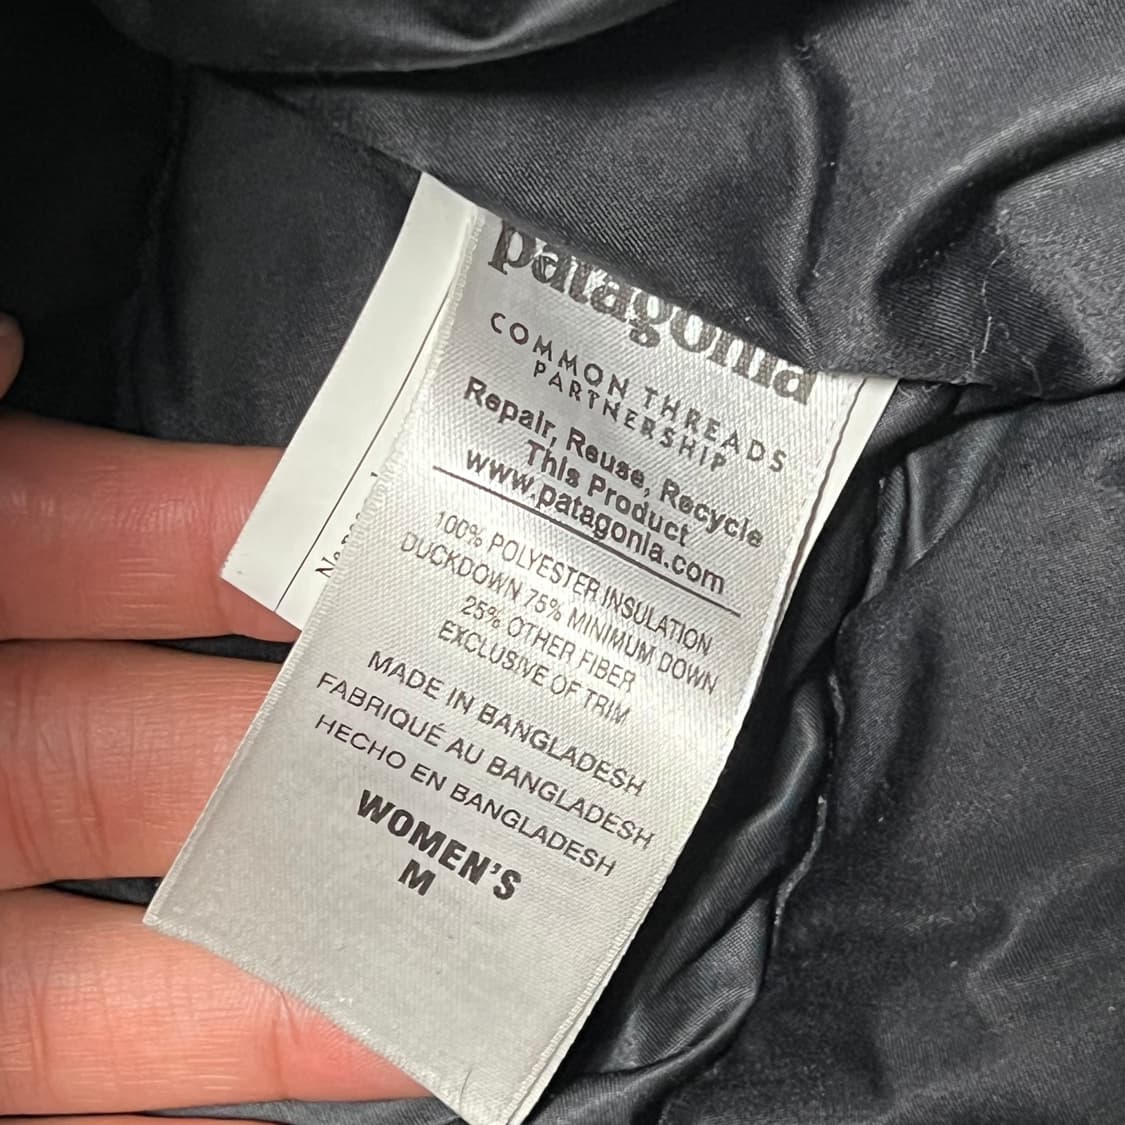 patagonia
COMMON THREADS
PARTNERSHIP
Repair, Reuse, Recycle
This Product
www.patagonia.com
100% POLYESTER INSULATION
DUCKDOWN 75% MINIMUM DOWN
25% OTHER FIBER
EXCLUSIVE OF TRIM
MADE IN BANGLADESH
FABRIQUÉ AU BANGLADESH
HECHO EN BANGLADESH
WOMEN'S
M